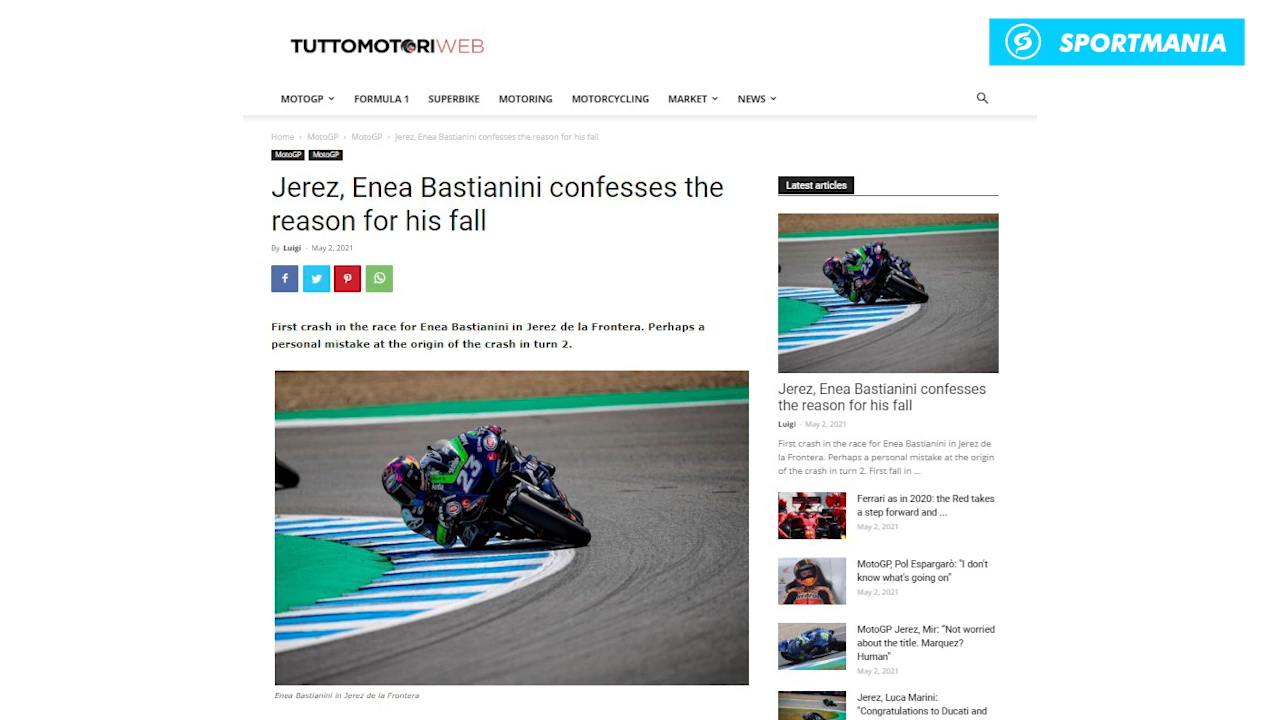 TUTTOMOTORIWEB
SPORTMANIA
MOTOGP FORMULA 1 SUPERBIKE MOTORING MOTORCYCLING MARKET NEWS
Home › MotoGP › MotoGP › Jerez, Enea Bastianini confesses the reason for his fall
MotoGP MotoGP
Jerez, Enea Bastianini confesses the
reason for his fall
By Luigi - May 2, 2021
First crash in the race for Enea Bastianini in Jerez de la Frontera. Perhaps a
personal mistake at the origin of the crash in turn 2.
23
Enea Bastianini in Jerez de la Frontera
Latest articles
Jerez, Enea Bastianini confesses
the reason for his fall
Luigi - May 2, 2021
First crash in the race for Enea Bastianini in Jerez de
la Frontera. Perhaps a personal mistake at the origin
of the crash in turn 2. First fall in ...
Ferrari as in 2020: the Red takes
a step forward and ...
May 2, 2021
MotoGP, Pol Espargarò: "I don't
know what's going on"
May 2, 2021
MotoGP Jerez, Mir: "Not worried
about the title. Marquez?
Human"
May 2, 2021
Jerez, Luca Marini:
"Congratulations to Ducati and